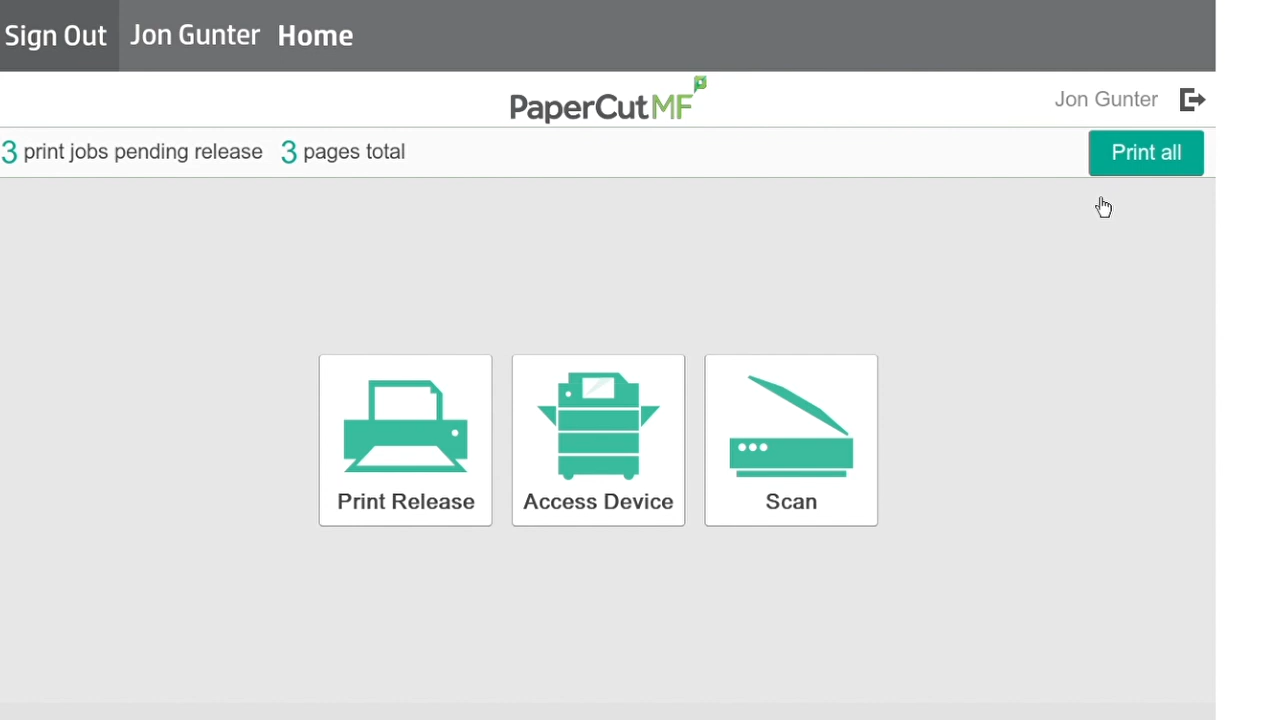 Sign Out Jon Gunter Home
PaperCut MF
Jon Gunter
3 print jobs pending release 3 pages total
Print all
Print Release
Access Device
Scan